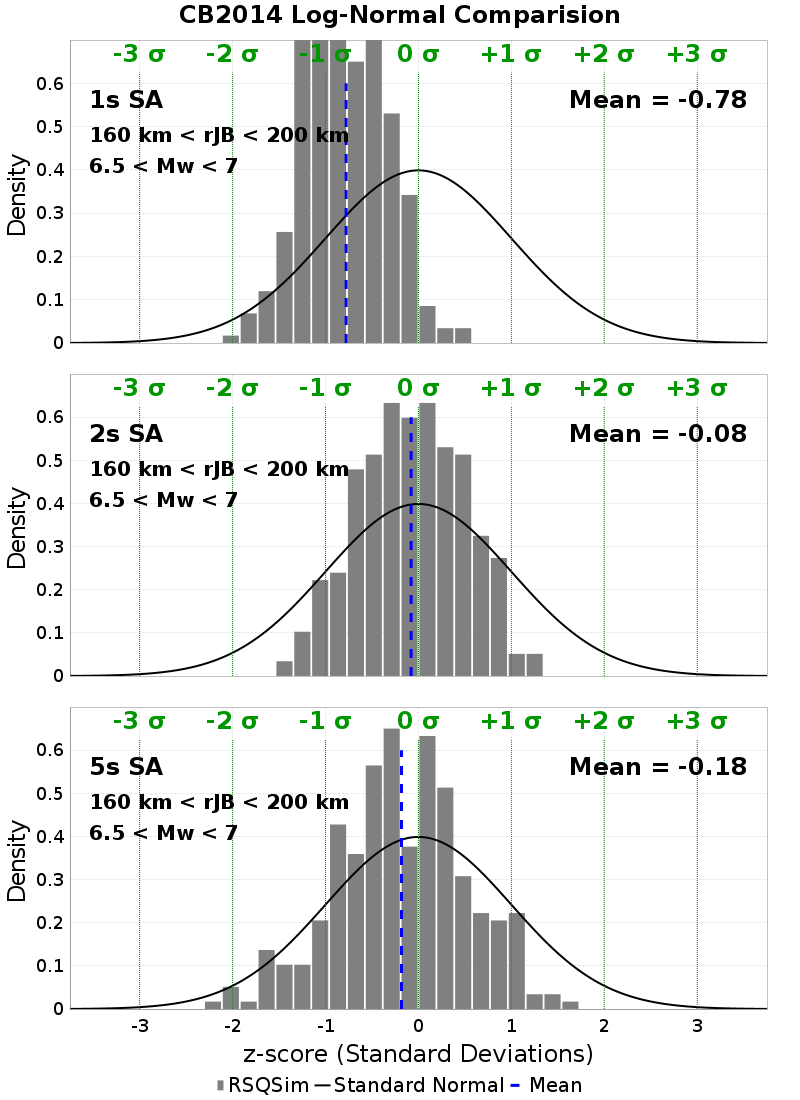 CB2014 Log-Normal Comparision
-3 σ -2 σ -1 σ 0 σ +1 σ +2 σ +3 σ
1s SA
Mean = -0.78
160 km < rJB < 200 km
6.5 < Mw < 7
0.6
0.5
0.4
0.3
0.2
0.1
0
Density
-3 σ -2 σ -1 σ 0 σ +1 σ +2 σ +3 σ
2s SA
Mean = -0.08
160 km < rJB < 200 km
6.5 < Mw < 7
0.6
0.5
0.4
0.3
0.2
0.1
0
Density
-3 σ -2 σ -1 σ 0 σ +1 σ +2 σ +3 σ
5s SA
Mean = -0.18
160 km < rJB < 200 km
6.5 < Mw < 7
0.6
0.5
0.4
0.3
0.2
0.1
0
Density
-3 -2 -1 0 1 2 3
z-score (Standard Deviations)
RSQSim Standard Normal Mean